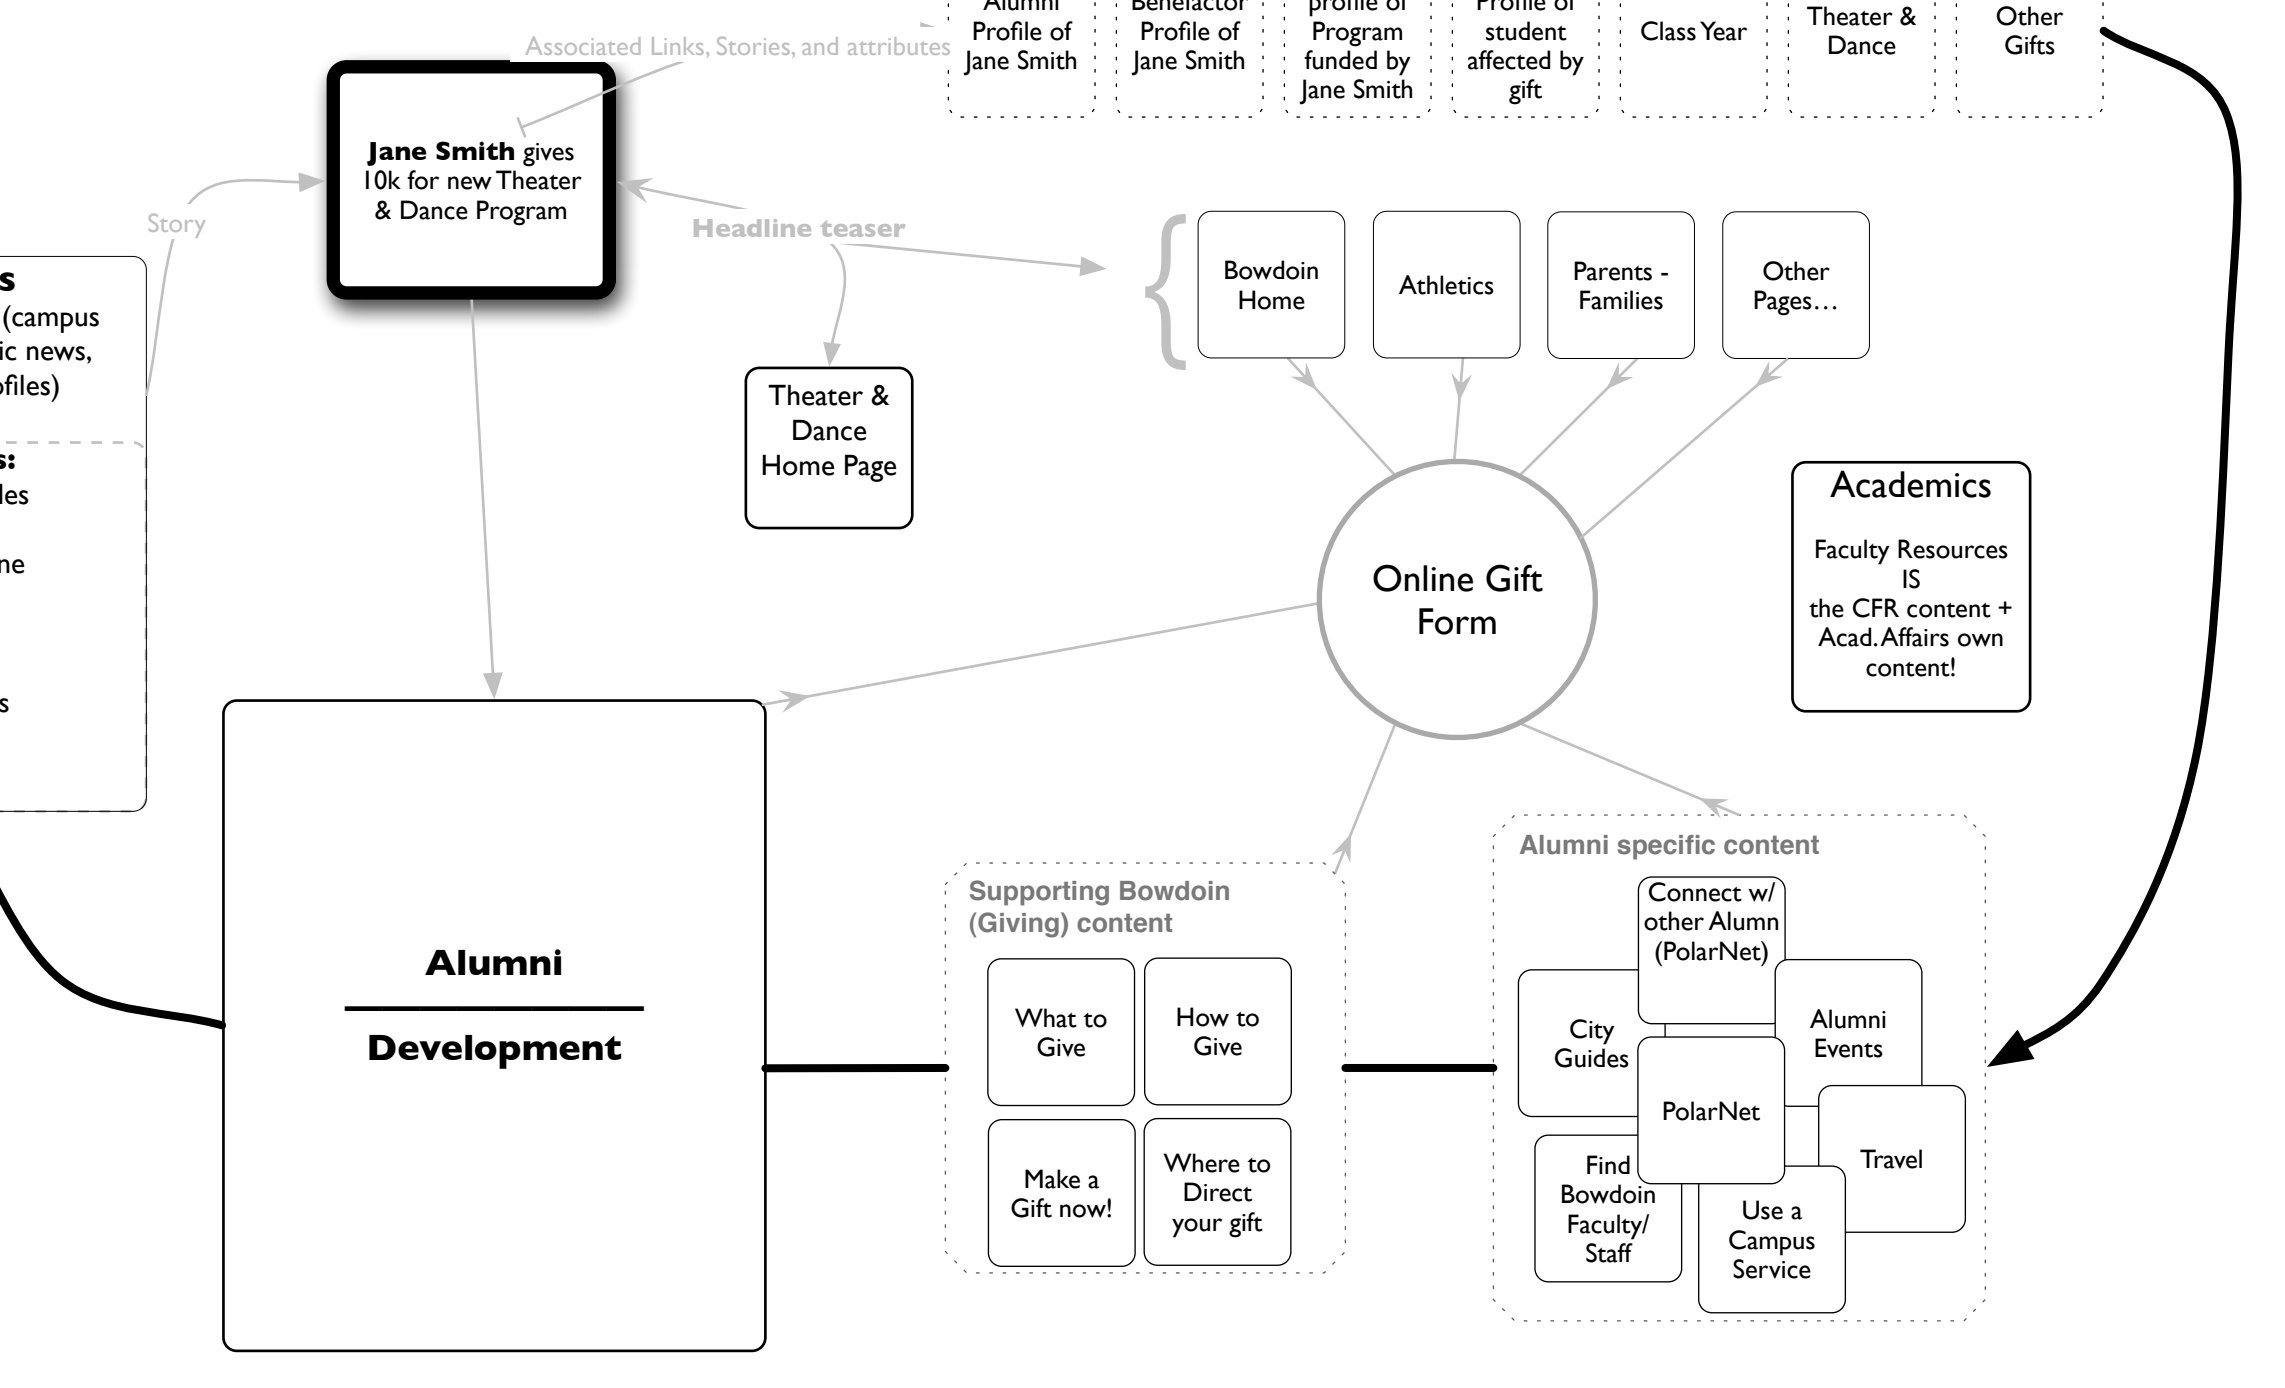 Associated Links, Stories, and attributes
Alumni
Profile of
Jane Smith
Benefactor
Profile of
Jane Smith
profile of
Program
funded by
Jane Smith
Profile of
student
affected by
gift
Class Year
Theater &
Dance
Other
Gifts
Jane Smith gives
10k for new Theater
& Dance Program
Story
Headline teaser
Bowdoin
Home
Athletics
Parents -
Families
Other
Pages…
(campus
news,
Theater &
Dance
Home Page
Online Gift
Form
Academics
Faculty Resources
IS
the CFR content +
Acad. Affairs own
content!
Alumni
Development
Supporting Bowdoin
(Giving) content
What to
Give
How to
Give
Make a
Gift now!
Where to
Direct
your gift
Alumni specific content
Connect w/
other Alumn
(PolarNet)
City
Guides
Alumni
Events
PolarNet
Travel
Find
Bowdoin
Faculty/
Staff
Use a
Campus
Service